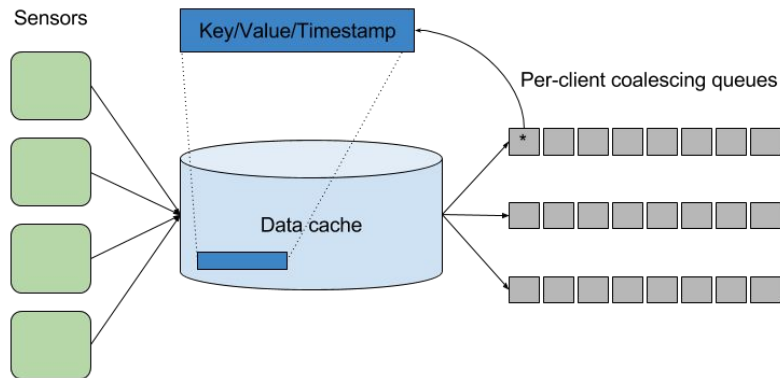 Sensors
Key/Value/Timestamp
Per-client coalescing queues
*
Data cache